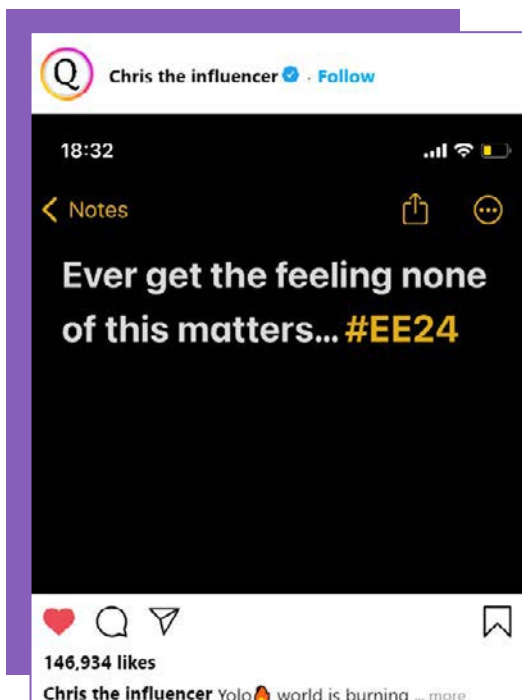 Q
Chris the influencer · Follow
18:32
Notes
Ever get the feeling none
of this matters... #EE24
146,934 likes
Chris the influencer Yolo🔥 world is burning ... more